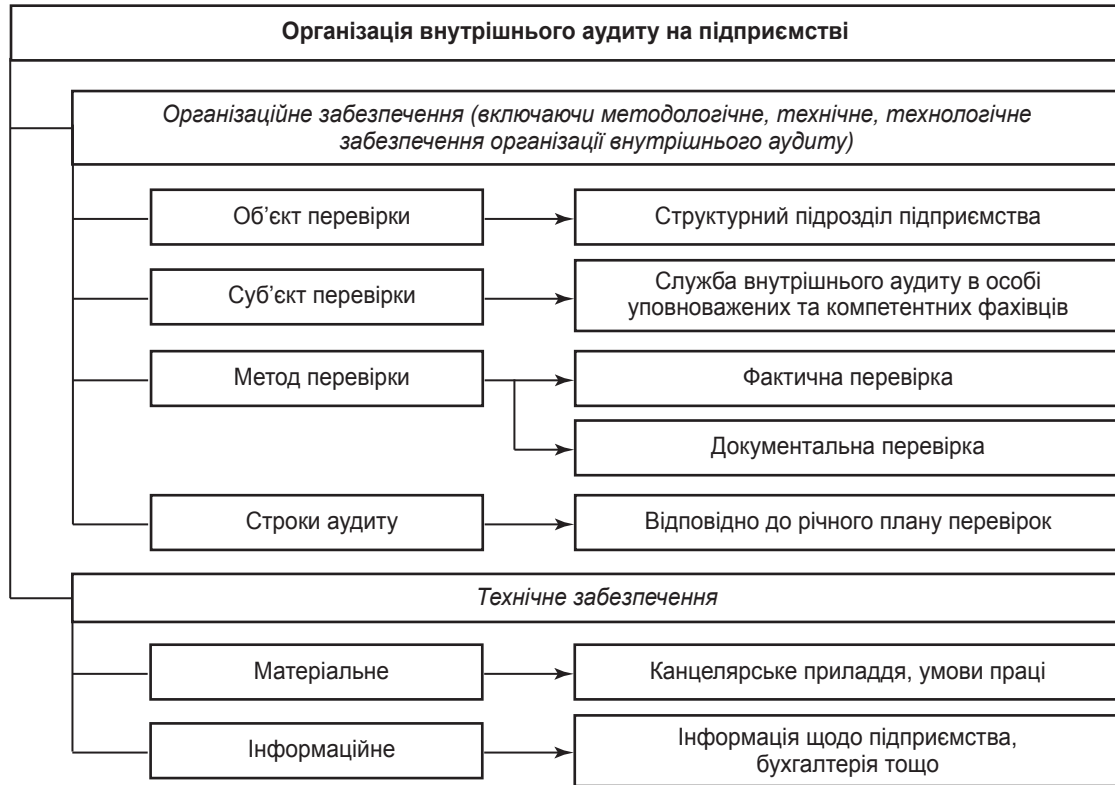 Організація внутрішнього аудиту на підприємстві
Організаційне забезпечення (включаючи методологічне, технічне, технологічне
забезпечення організації внутрішнього аудиту)
Об’єкт перевірки
Структурний підрозділ підприємства
Суб’єкт перевірки
Служба внутрішнього аудиту в особі
уповноважених та компетентних фахівців
Метод перевірки
Фактична перевірка
Документальна перевірка
Строки аудиту
Відповідно до річного плану перевірок
Технічне забезпечення
Матеріальне
Канцелярське приладдя, умови праці
Інформаційне
Інформація щодо підприємства,
бухгалтерія тощо